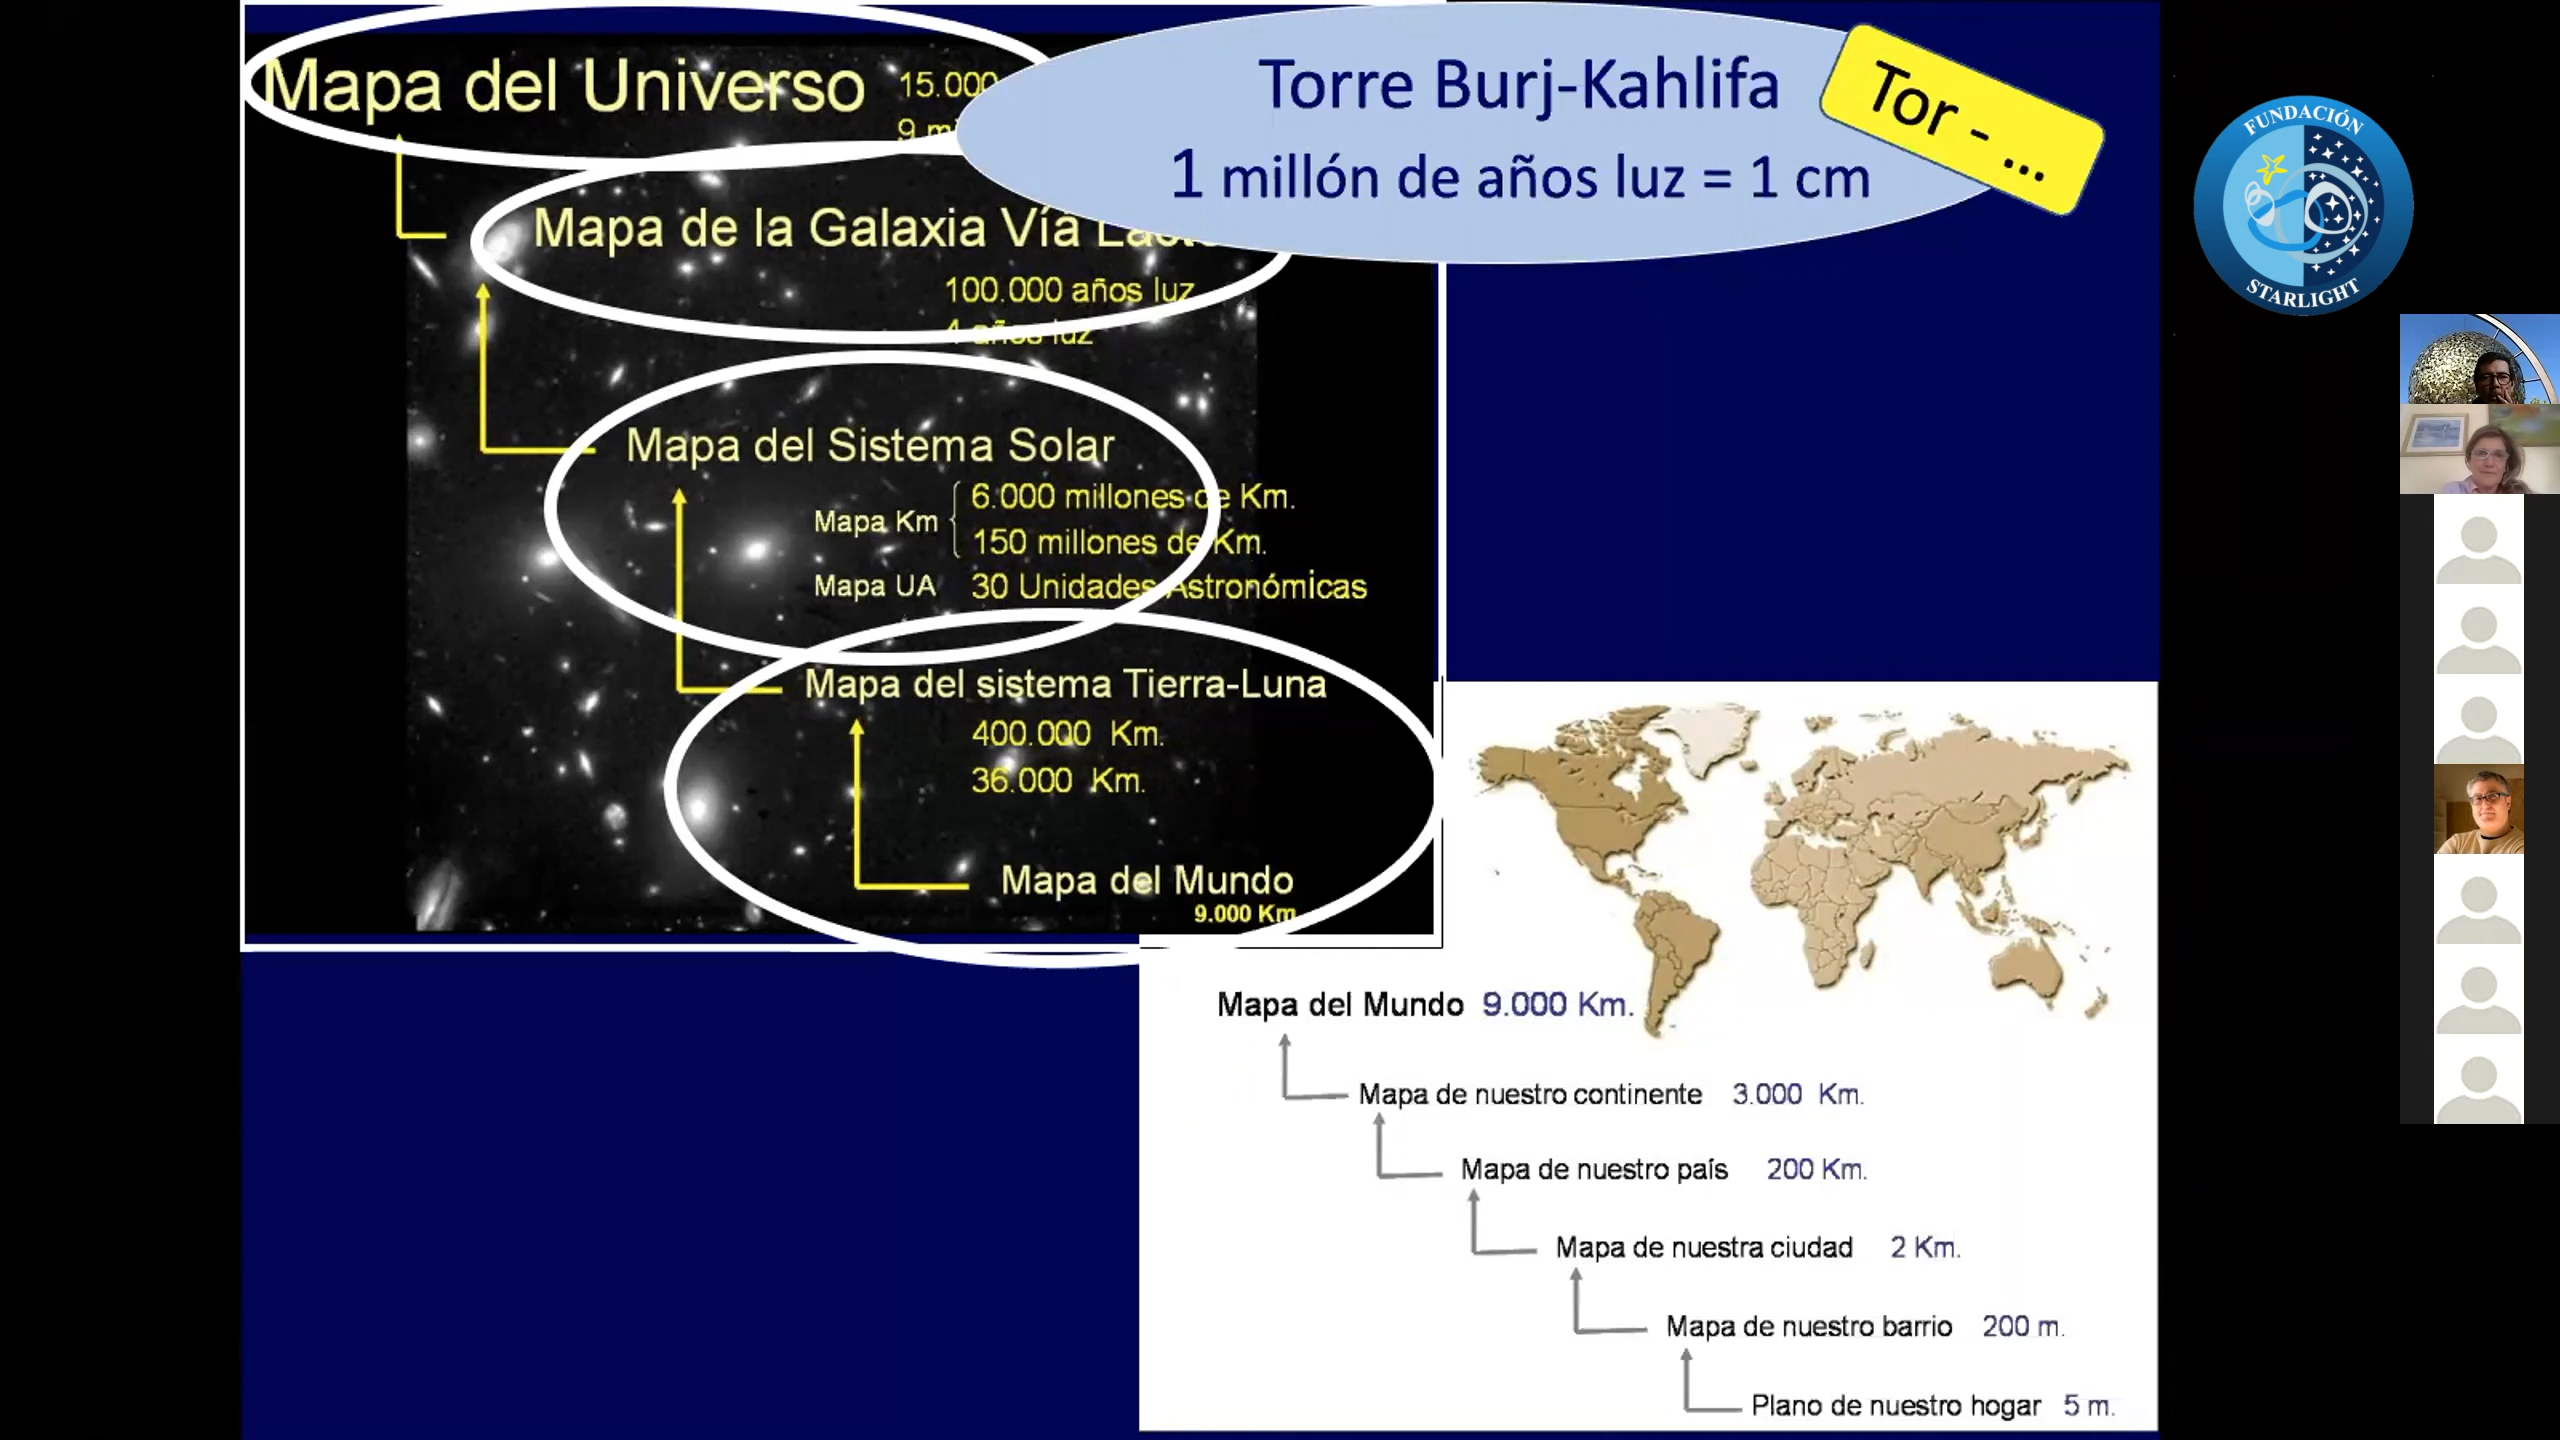 Mapa del Universo 15.000
Torre Burj-Kahlifa
1 millón de años luz = 1 cm
Tor - ...
Mapa de la Galaxia Vía
100.000 años luz
4 años luz
Mapa del Sistema Solar
Mapa Km
6.000 millones de Km.
150 millones de Km.
Mapa UA 30 Unidades Astronómicas
Mapa del sistema Tierra-Luna
400.000 Km.
36.000 Km.
Mapa del Mundo
9.000 Km
Mapa del Mundo 9.000 Km.
Mapa de nuestro continente 3.000 Km.
Mapa de nuestro país 200 Km.
Mapa de nuestra ciudad 2 Km.
Mapa de nuestro barrio 200 m.
Plano de nuestro hogar 5 m.
FUNDACIÓN
STARLIGHT